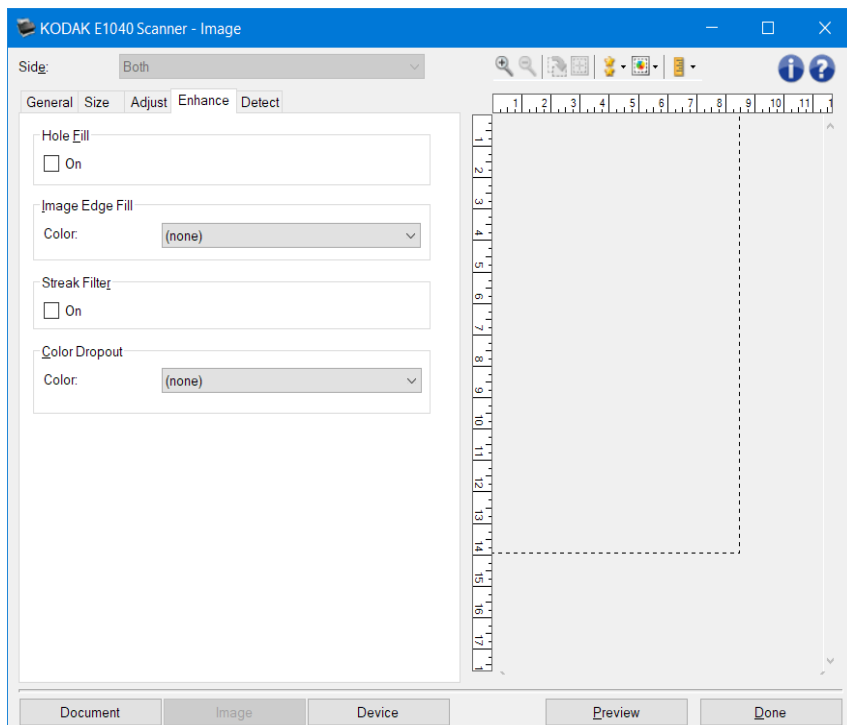 KODAK E1040 Scanner - Image
Side: Both
General Size Adjust Enhance Detect
Hole Fill
On
Image Edge Fill
Color: (none)
Streak Filter
On
Color Dropout
Color: (none)
1 2 3 4 5 6 7 8 9 10 11 1
1
2
3
4
5
6
7
8
9
10
11
12
13
14
15
16
17
1
Document Image Device Preview Done